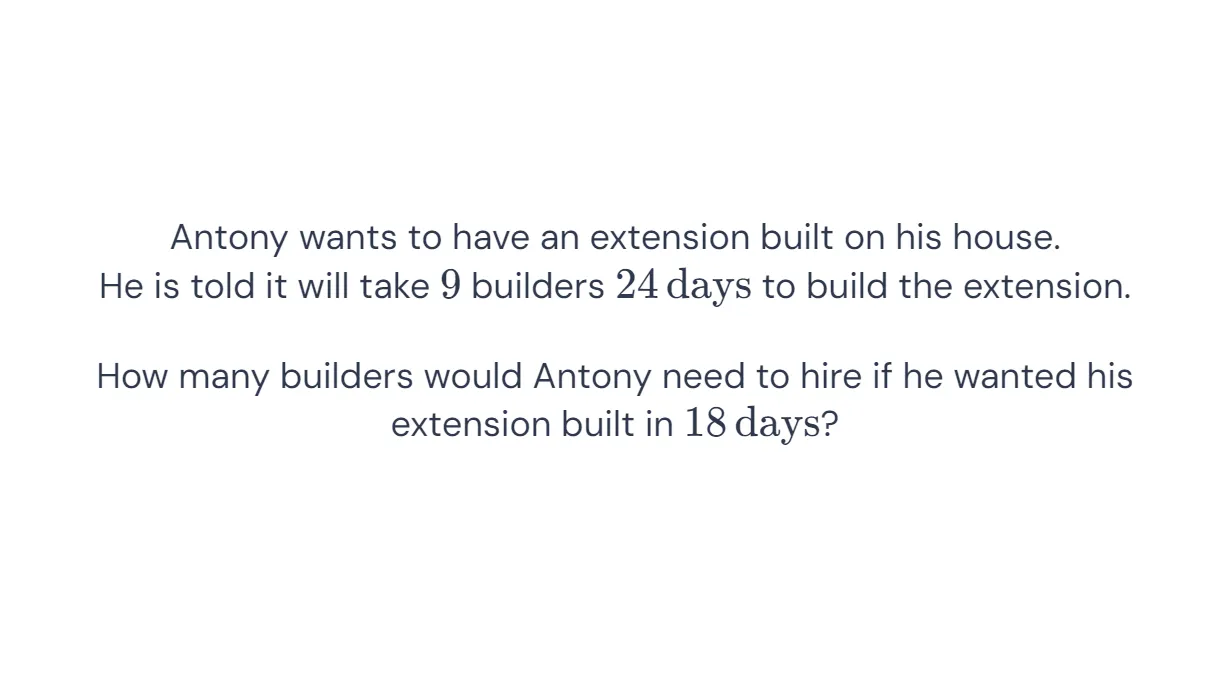 Antony wants to have an extension built on his house.
He is told it will take 9 builders 24 days to build the extension.
How many builders would Antony need to hire if he wanted his
extension built in 18 days?